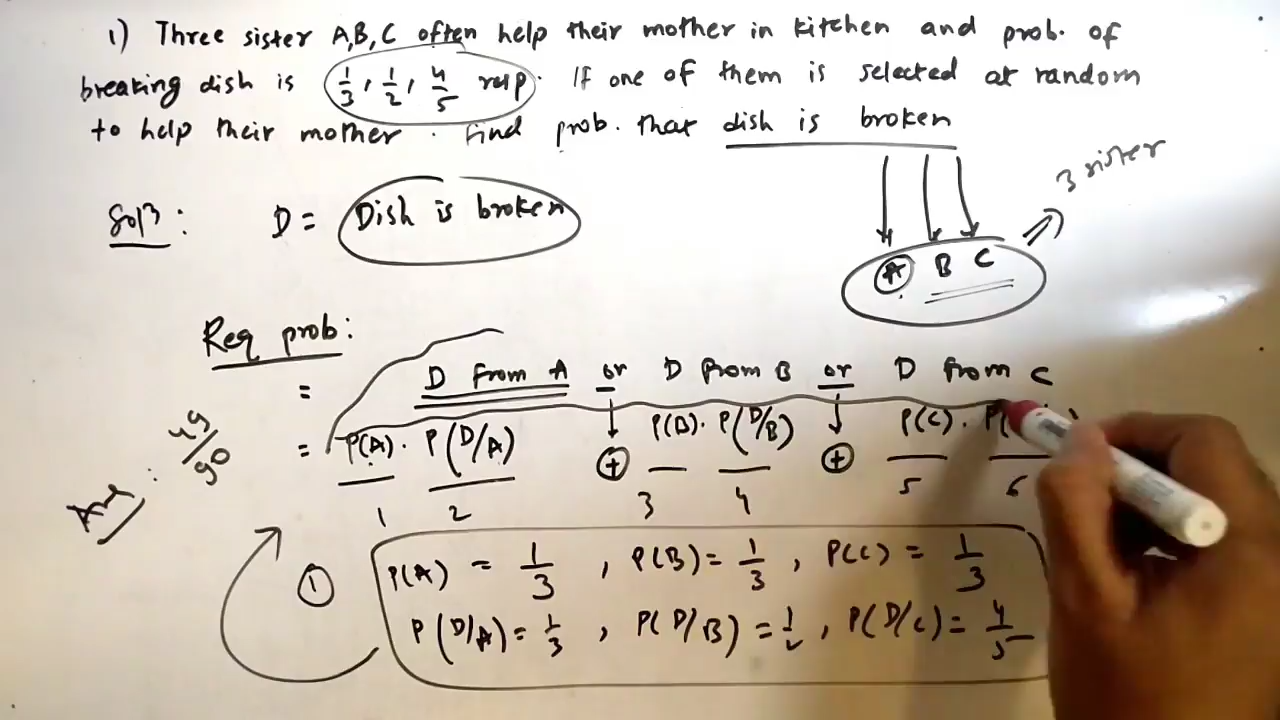 1) Three sister A,B,C often help their mother in kitchen and prob. of
breaking dish is 1/3, 1/2, 4/5 resp. If one of them is selected at random
to help their mother. Find prob. that dish is broken
3 sister
Sol?: D = Dish is broken
A B C
Req prob:
= D from A or D from B or D from C
= P(A). P(D/A) + P(B). P(D/B) + P(C). P(
1 2 3 4 5 6
Ans: 49/90
1 P(A) = 1/3, P(B) = 1/3, P(C) = 1/3
P(D/A) = 1/3, P(D/B) = 1/2, P(D/C) = 4/5